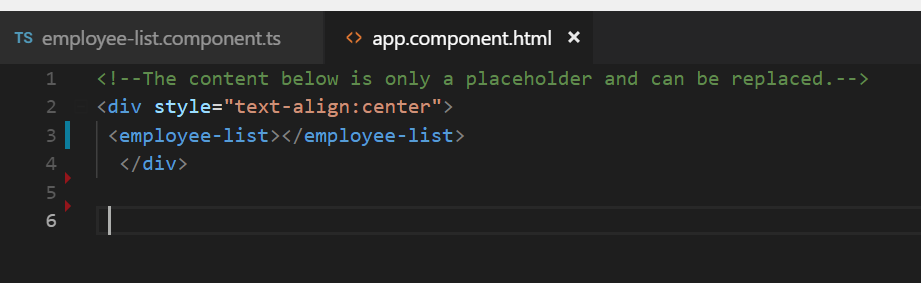 TS employee-list.component.ts <> app.component.html ×
1 <!--The content below is only a placeholder and can be replaced.-->
2 <div style="text-align:center">
3 <employee-list></employee-list>
4 </div>
5
6